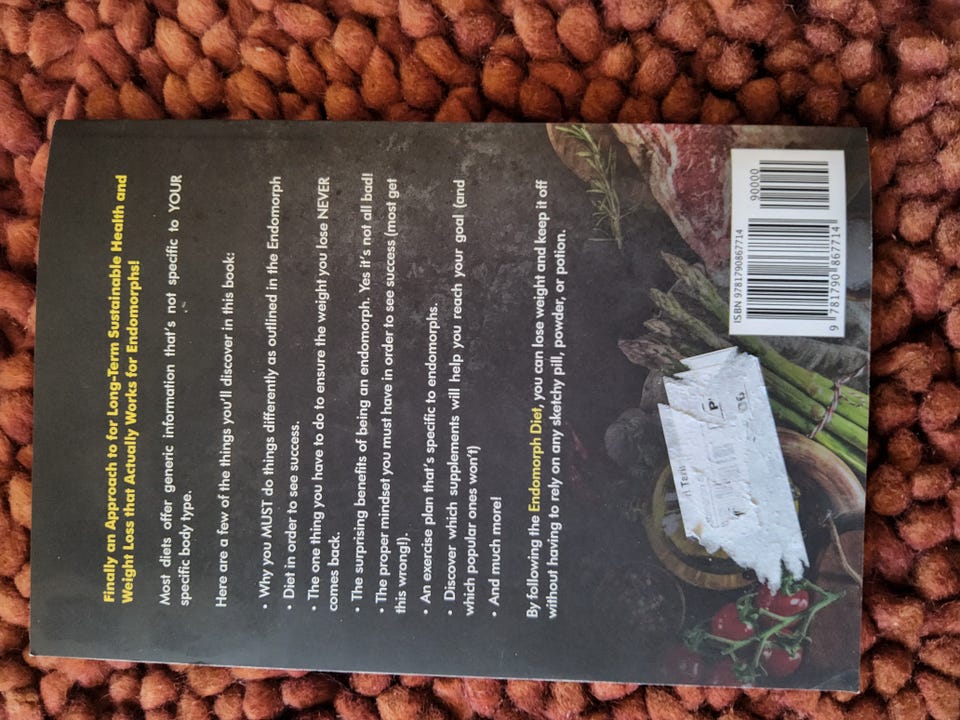 Finally an Approach to for Long-Term Sustainable Health and
Weight Loss that Actually Works for Endomorphs!
Most diets offer generic information that's not specific to YOUR
specific body type.
Here are a few of the things you'll discover in this book:
• Why you MUST do things differently as outlined in the Endomorph
• Diet in order to see success.
• The one thing you have to do to ensure the weight you lose NEVER
comes back.
• The surprising benefits of being an endomorph. Yes it's not all bad!
• The proper mindset you must have in order to see success (most get
this wrong!).
• An exercise plan that's specific to endomorphs.
• Discover which supplements will help you reach your goal (and
which popular ones won't)
• And much more!
By following the Endomorph Diet, you can lose weight and keep it off
without having to rely on any sketchy pill, powder, or potion.
ISBN 9781790867714
90000
9 781790 867714